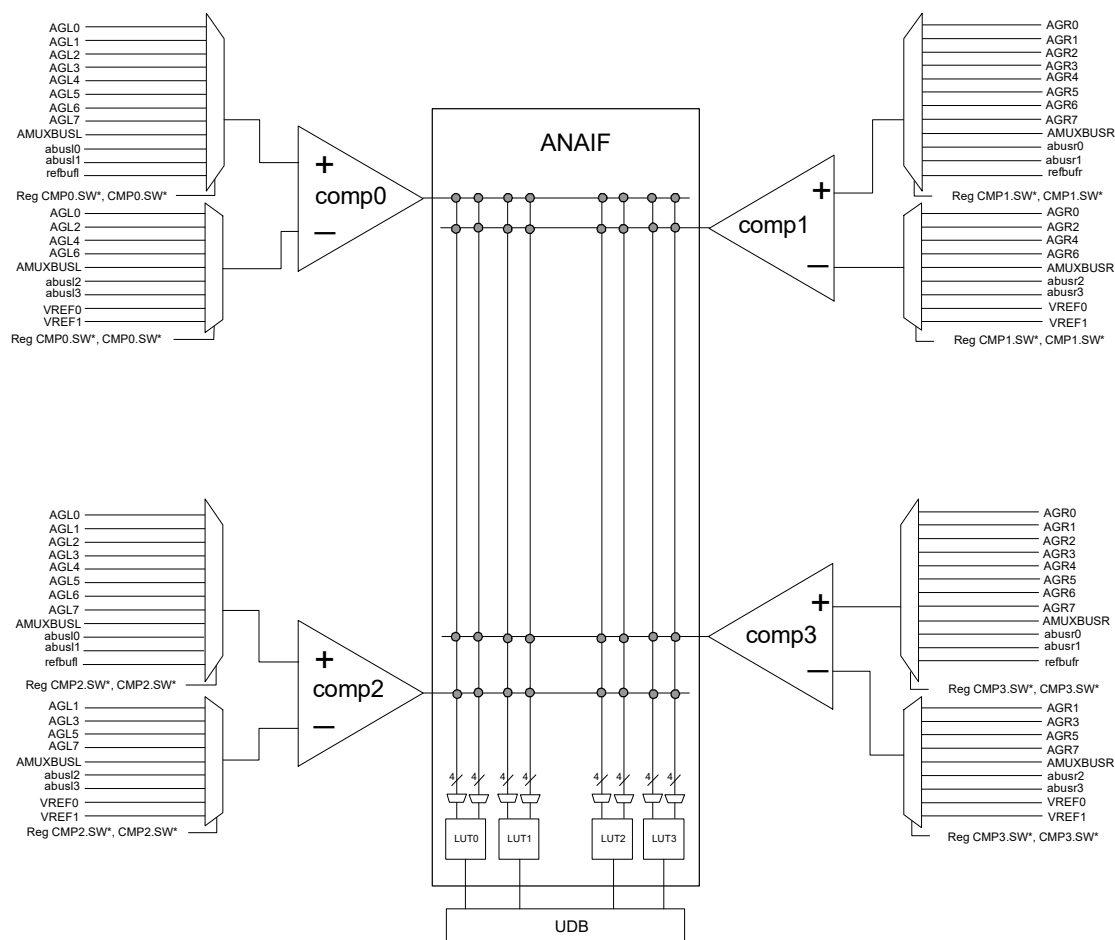 AGL0
AGL1
AGL2
AGL3
AGL4
AGL5
AGL6
AGL7
AMUXBUSL
abusl0
abusl1
refbufl
Reg CMP0.SW*, CMP0.SW*
AGL0
AGL2
AGL4
AGL6
AMUXBUSL
abusl2
abusl3
VREF0
VREF1
Reg CMP0.SW*, CMP0.SW*
+
comp0
−
ANAIF
AGR0
AGR1
AGR2
AGR3
AGR4
AGR5
AGR6
AGR7
AMUXBUSR
abusr0
abusr1
refbufr
Reg CMP1.SW*, CMP1.SW*
AGR0
AGR2
AGR4
AGR6
AMUXBUSR
abusr2
abusr3
VREF0
VREF1
Reg CMP1.SW*, CMP1.SW*
+
comp1
−
AGL0
AGL1
AGL2
AGL3
AGL4
AGL5
AGL6
AGL7
AMUXBUSL
abusl0
abusl1
refbufl
Reg CMP2.SW*, CMP2.SW*
AGL1
AGL3
AGL5
AGL7
AMUXBUSL
abusl2
abusl3
VREF0
VREF1
Reg CMP2.SW*, CMP2.SW*
+
comp2
−
AGR0
AGR1
AGR2
AGR3
AGR4
AGR5
AGR6
AGR7
AMUXBUSR
abusr0
abusr1
refbufr
Reg CMP3.SW*, CMP3.SW*
AGR1
AGR3
AGR5
AGR7
AMUXBUSR
abusr2
abusr3
VREF0
VREF1
Reg CMP3.SW*, CMP3.SW*
+
comp3
−
4 4 4 4 4 4 4 4
LUT0 LUT1 LUT2 LUT3
UDB